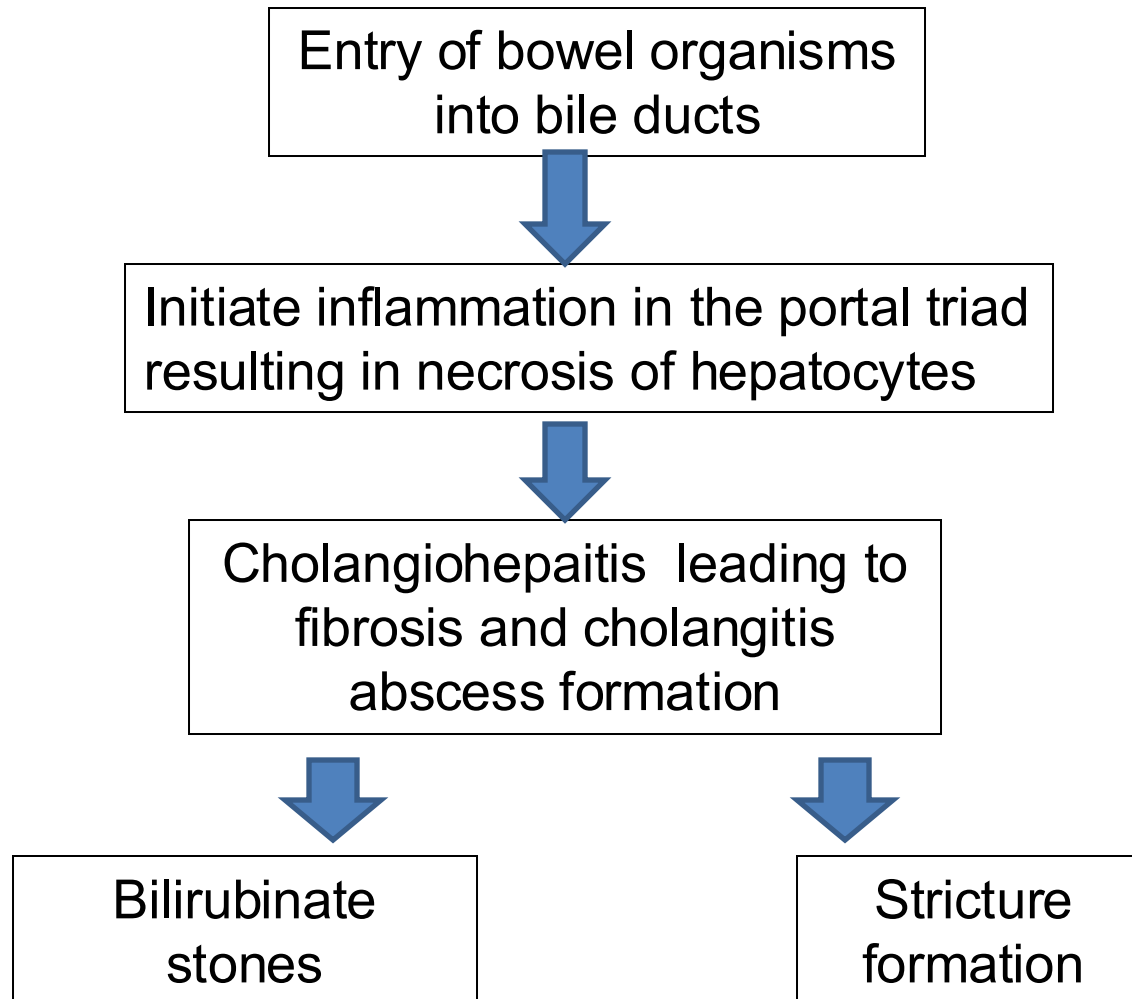 Entry of bowel organisms
into bile ducts
Initiate inflammation in the portal triad
resulting in necrosis of hepatocytes
Cholangiohepaitis leading to
fibrosis and cholangitis
abscess formation
Bilirubinate
stones
Stricture
formation